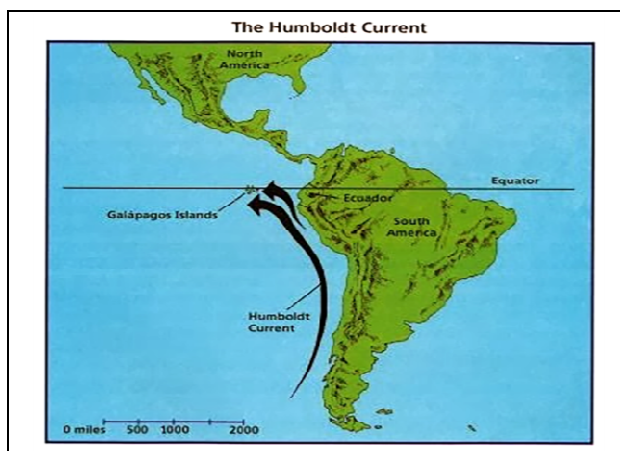 The Humboldt Current
North
America
Equator
Ecuador
Galápagos Islands
South
America
Humboldt
Current
0 miles 500 1000 2000